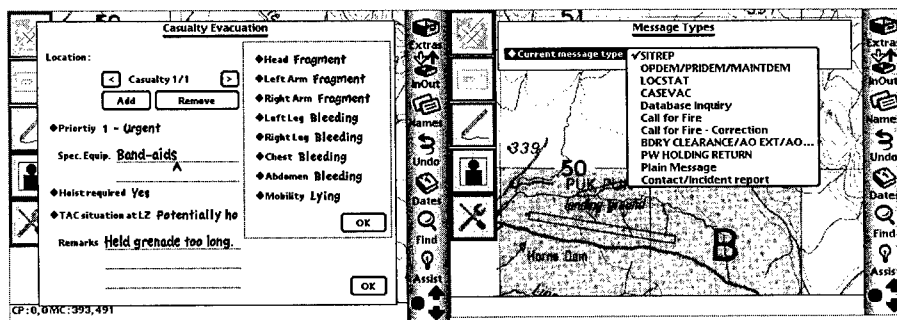 Casualty Evacuation
Location:
Casualty 1/1
Add Remove
◆Priortiy 1 - Urgent
Spec. Equip. Band-aids
◆Hoist required Yes
◆TAC situation at LZ Potentially ho
Remarks Held grenade too long.
◆Head Fragment
◆Left Arm Fragment
◆Right Arm Fragment
◆Left Leg Bleeding
◆Right Leg Bleeding
◆Chest Bleeding
◆Abdomen Bleeding
◆Mobility Lying
OK
OK
CP:0,0MC:393,491
Extras
InOut
Names
Undo
Dates
Find
Assist
Message Types
◆Current message type
✓SITREP
OPDEM/PRIDEM/MAINTDEM
LOCSTAT
CASEVAC
Database Inquiry
Call for Fire
Call for Fire - Correction
BDRY CLEARANCE/AO EXT/AO...
PW HOLDING RETURN
Plain Message
Contact/Incident report
339
50
PUK
landing ground
Horns Dam
B
Extras
InOut
Names
Undo
Dates
Find
Assist